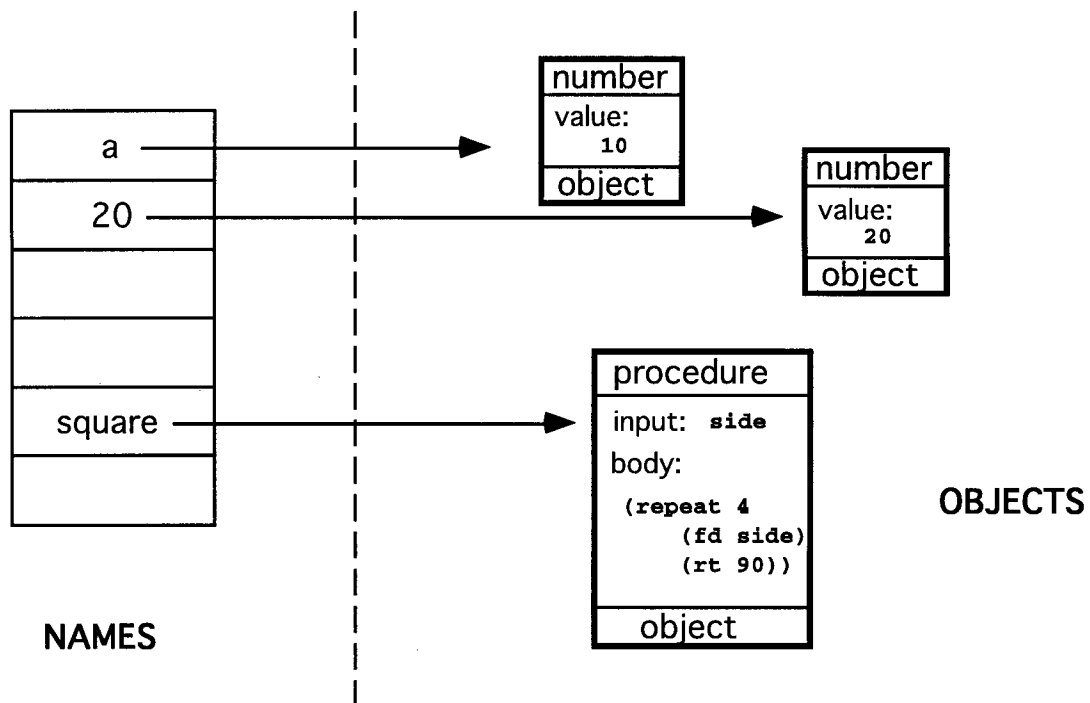 a
20
square
NAMES
number
value:
10
object
number
value:
20
object
procedure
input: side
body:
(repeat 4
(fd side)
(rt 90))
object
OBJECTS